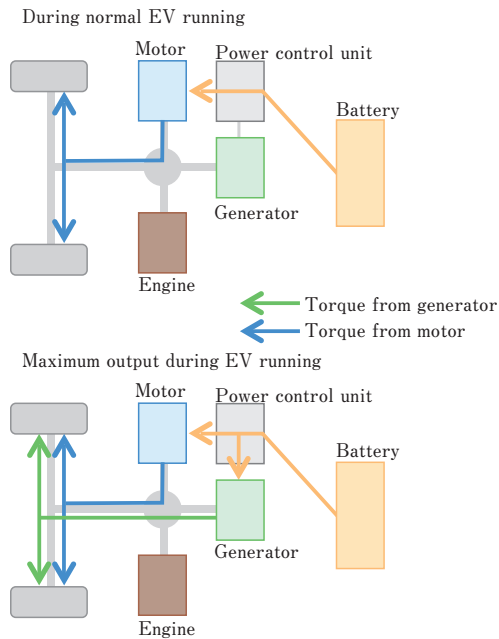 During normal EV running
Motor
Power control unit
Battery
Generator
Engine
Torque from generator
Torque from motor
Maximum output during EV running
Motor
Power control unit
Battery
Generator
Engine